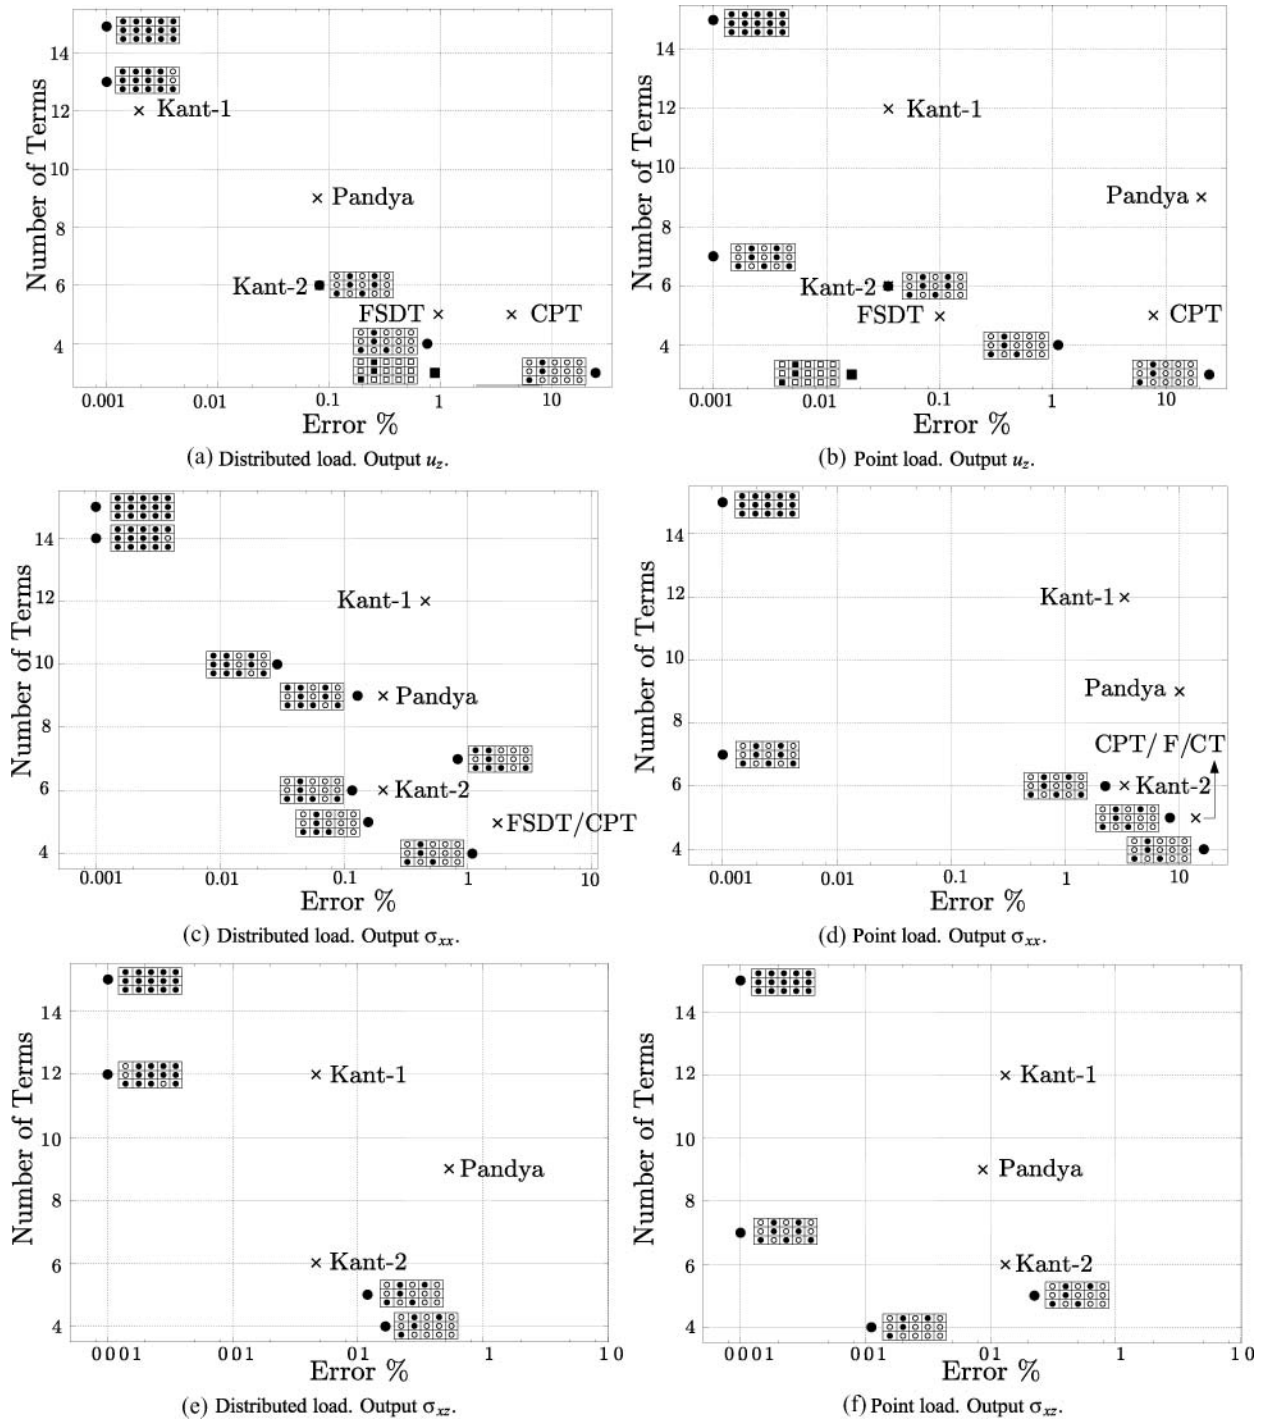 Number of Terms
14
12
10
8
6
4
Kant-1
Pandya
Kant-2
FSDT
CPT
0.001
0.01
0.1
1
10
Error %
(a) Distributed load. Output u_z.
Number of Terms
14
12
10
8
6
4
Kant-1
Pandya
Kant-2
FSDT
CPT
0.001
0.01
0.1
1
10
Error %
(b) Point load. Output u_z.
Number of Terms
14
12
10
8
6
4
Kant-1
Pandya
Kant-2
FSDT/CPT
0.001
0.01
0.1
1
10
Error %
(c) Distributed load. Output σ_xx.
Number of Terms
14
12
10
8
6
4
Kant-1
Pandya
CPT/ F/CT
Kant-2
0.001
0.01
0.1
1
10
Error %
(d) Point load. Output σ_xx.
Number of Terms
14
12
10
8
6
4
Kant-1
Pandya
Kant-2
0001
001
01
1
10
Error %
(e) Distributed load. Output σ_xz.
Number of Terms
14
12
10
8
6
4
Kant-1
Pandya
Kant-2
0001
001
01
1
10
Error %
(f) Point load. Output σ_xz.